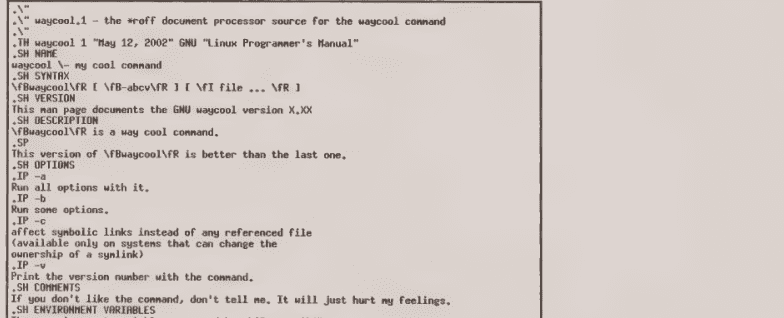 .\"
.\" waycool.1 - the *roff document processor source for the waycool command
.\"
.TH waycool 1 "May 12, 2002" GNU "Linux Programmer's Manual"
.SH NAME
waycool \- my cool command
.SH SYNTAX
\fBwaycool\fR [ \fB-abcv\fR ] [ \fI file ... \fR ]
.SH VERSION
This man page documents the GNU waycool version X.XX
.SH DESCRIPTION
\fBwaycool\fR is a way cool command.
.SP
This version of \fBwaycool\fR is better than the last one.
.SH OPTIONS
.IP -a
Run all options with it.
.IP -b
Run some options.
.IP -c
affect symbolic links instead of any referenced file
(available only on systems that can change the
ownership of a symlink)
.IP -v
Print the version number with the command.
.SH COMMENTS
If you don't like the command, don't tell me. It will just hurt my feelings.
.SH ENVIRONMENT VARIABLES